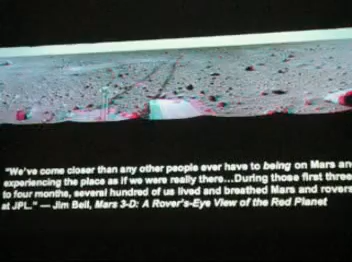 "We've come closer than any other people ever have to being on Mars and
experiencing the place as if we were really there…During those first three
to four months, several hundred of us lived and breathed Mars and rovers
at JPL." — Jim Bell, Mars 3-D: A Rover's-Eye View of the Red Planet